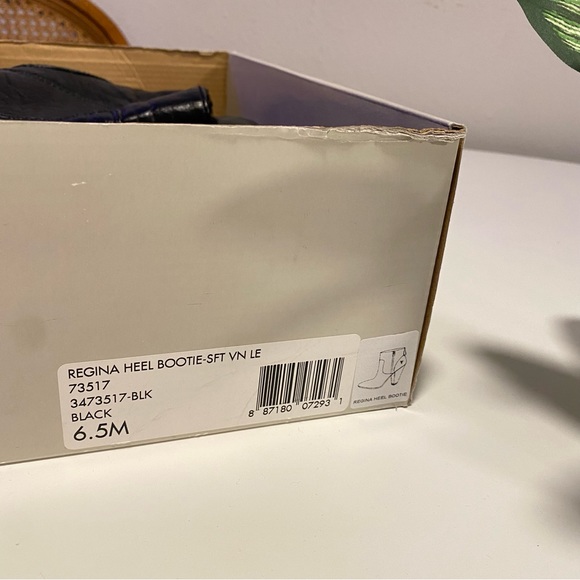 REGINA HEEL BOOTIE-SFT VN LE
73517
3473517-BLK
BLACK
6.5M
8 87180 07293 1
REGINA HEEL BOOTIE